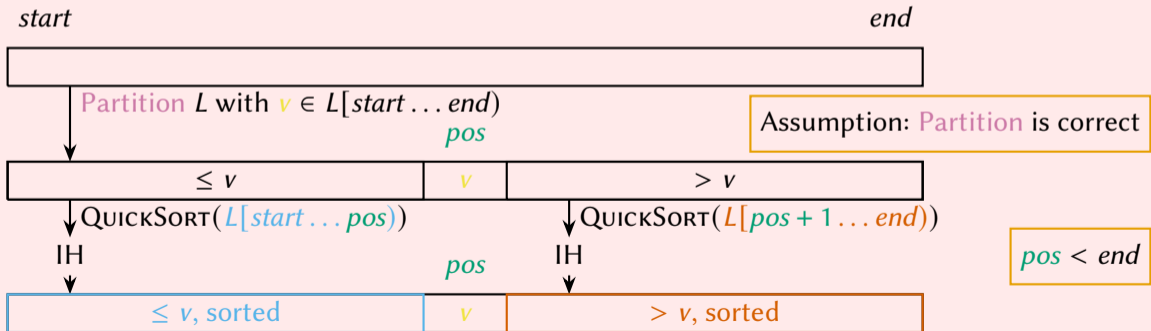 start end
Partition L with v ∈ L[start … end)
Assumption: Partition is correct
pos
≤ v v > v
QUICKSORT(L[start … pos)) QUICKSORT(L[pos + 1 … end))
IH IH
pos < end
pos
≤ v, sorted v > v, sorted